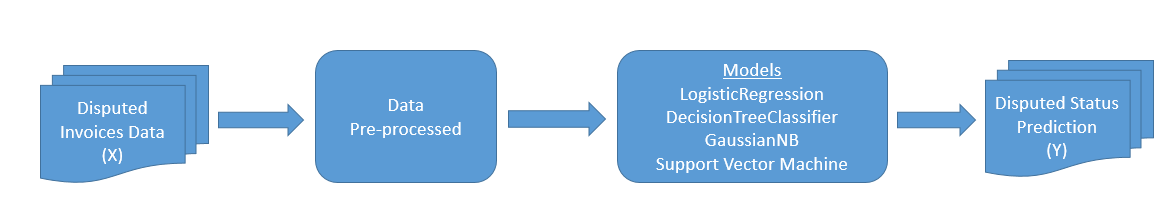 Disputed
Invoices Data
(X)
Data
Pre-processed
Models
LogisticRegression
DecisionTreeClassifier
GaussianNB
Support Vector Machine
Disputed Status
Prediction
(Y)